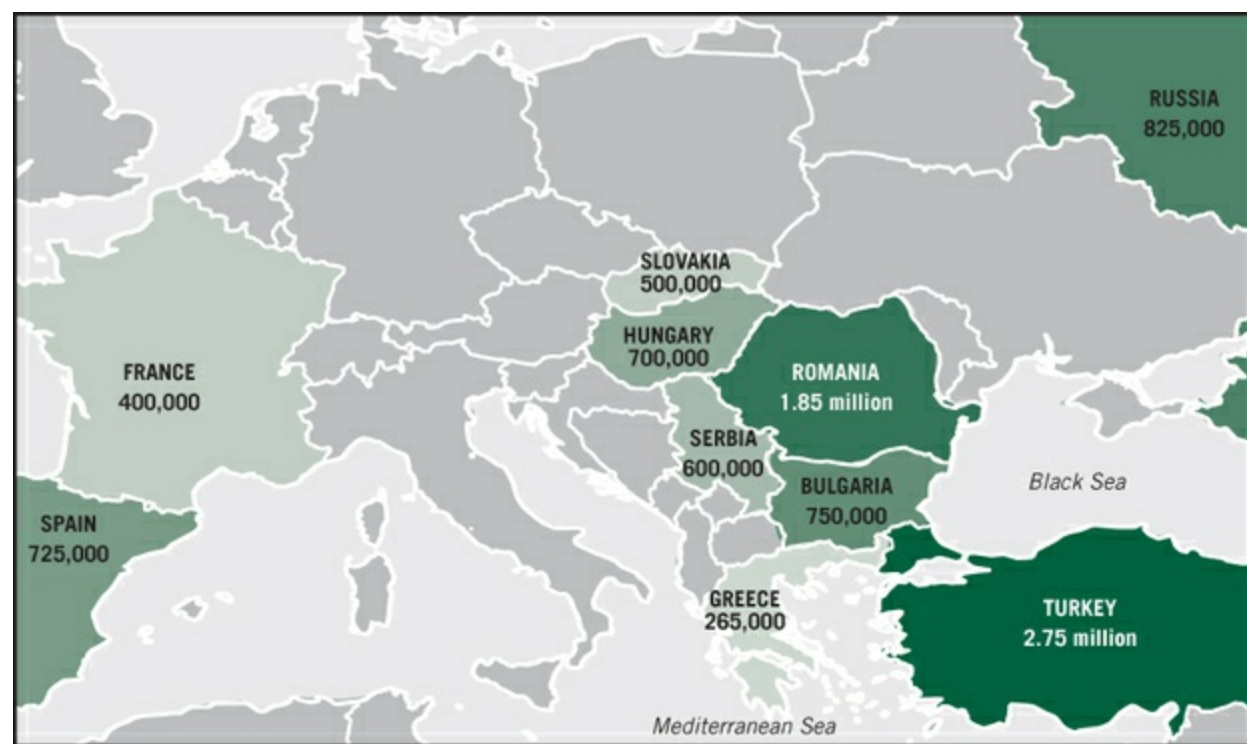 RUSSIA
825,000
SLOVAKIA
500,000
HUNGARY
700,000
FRANCE
400,000
ROMANIA
1.85 million
SERBIA
600,000
BULGARIA
750,000
Black Sea
SPAIN
725,000
GREECE
265,000
TURKEY
2.75 million
Mediterranean Sea